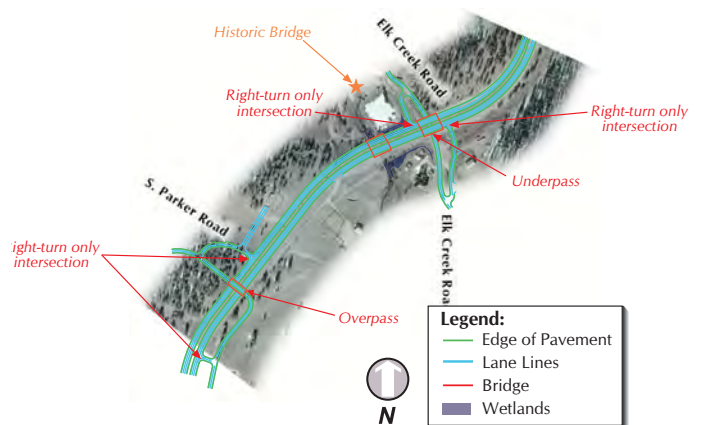 Historic Bridge
Elk Creek
Road
Right-turn only
intersection
Right-turn only
intersection
Underpass
S. Parker Road
ight-turn only
intersection
Overpass
Elk Creek Roa
N
Legend:
Edge of Pavement
Lane Lines
Bridge
Wetlands